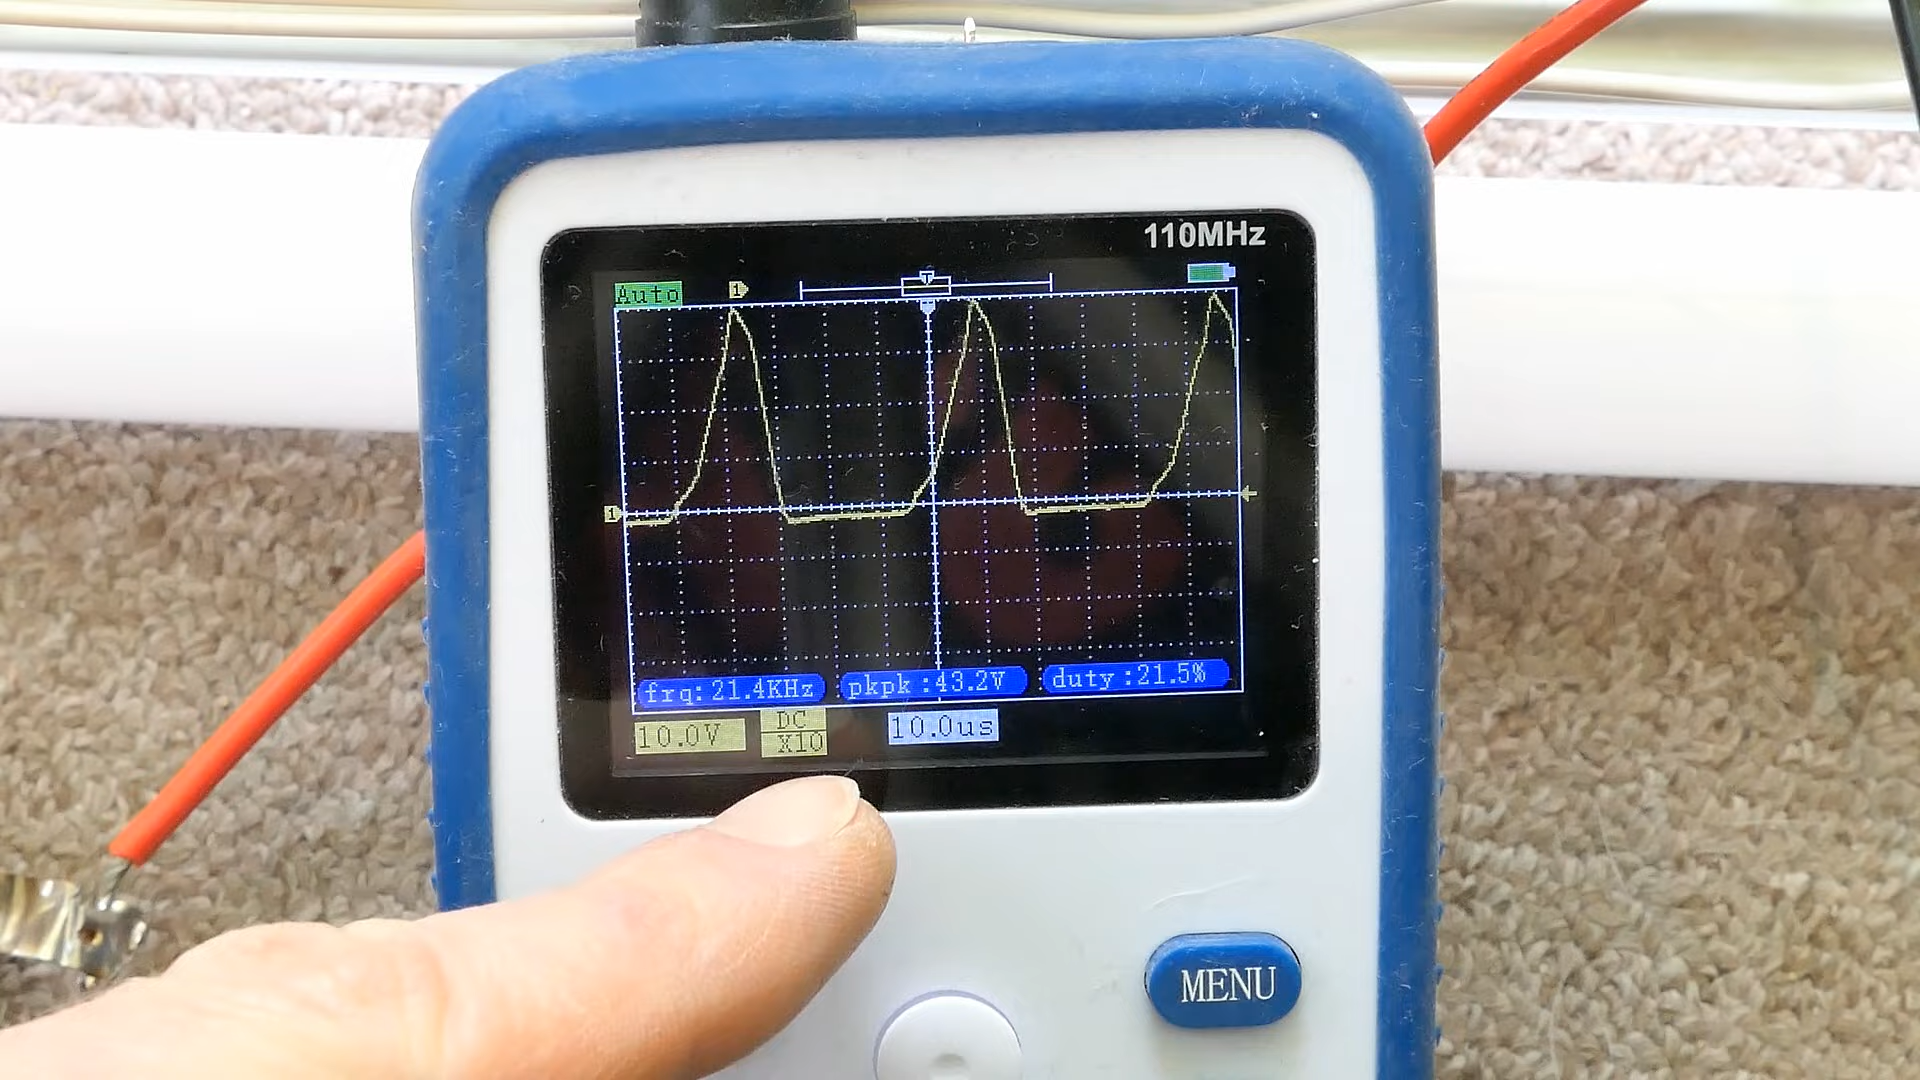 110MHz
Auto
1
T
1
frq:21.4KHz
pkpk:43.2V
duty:21.5%
10.0V
DC
X10
10.0us
MENU